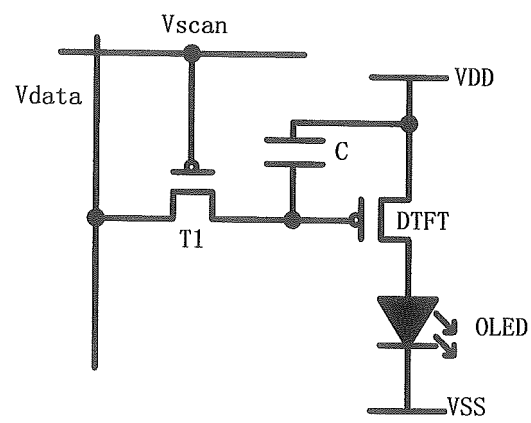 Vscan
Vdata
VDD
C
DTFT
T1
OLED
VSS